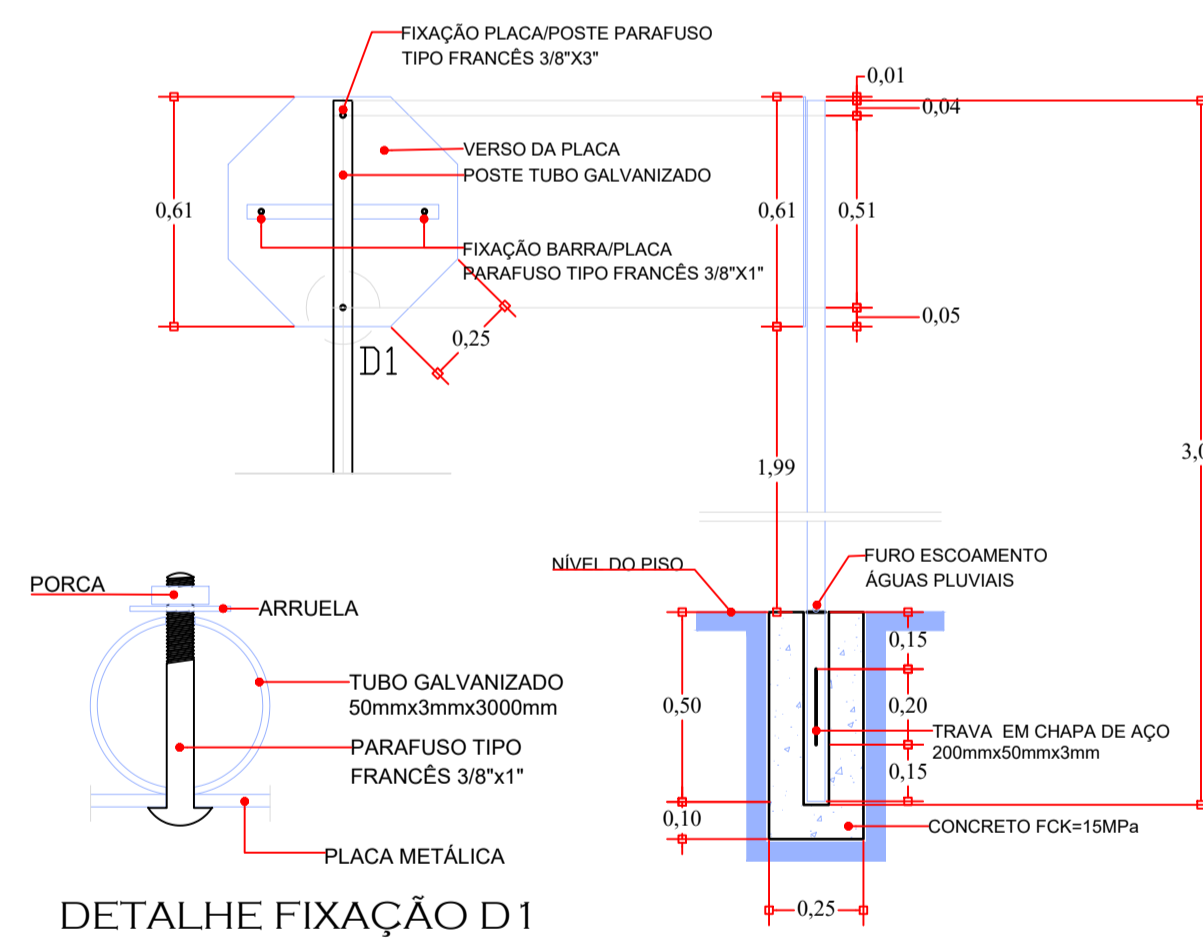 FIXAÇÃO PLACA/POSTE PARAFUSO
TIPO FRANCÊS 3/8"X3"
0,01
0,04
VERSO DA PLACA
POSTE TUBO GALVANIZADO
0,61
0,61
0,51
FIXAÇÃO BARRA/PLACA
PARAFUSO TIPO FRANCÊS 3/8"X1"
0,05
0,25
D1
1,99
3,0
NÍVEL DO PISO
FURO ESCOAMENTO
ÁGUAS PLUVIAIS
PORCA
ARRUELA
0,15
TUBO GALVANIZADO
50mmx3mmx3000mm
0,50
0,20
TRAVA EM CHAPA DE AÇO
200mmx50mmx3mm
PARAFUSO TIPO
FRANCÊS 3/8"x1"
0,15
0,10
CONCRETO FCK=15MPa
PLACA METÁLICA
0,25
DETALHE FIXAÇÃO D1